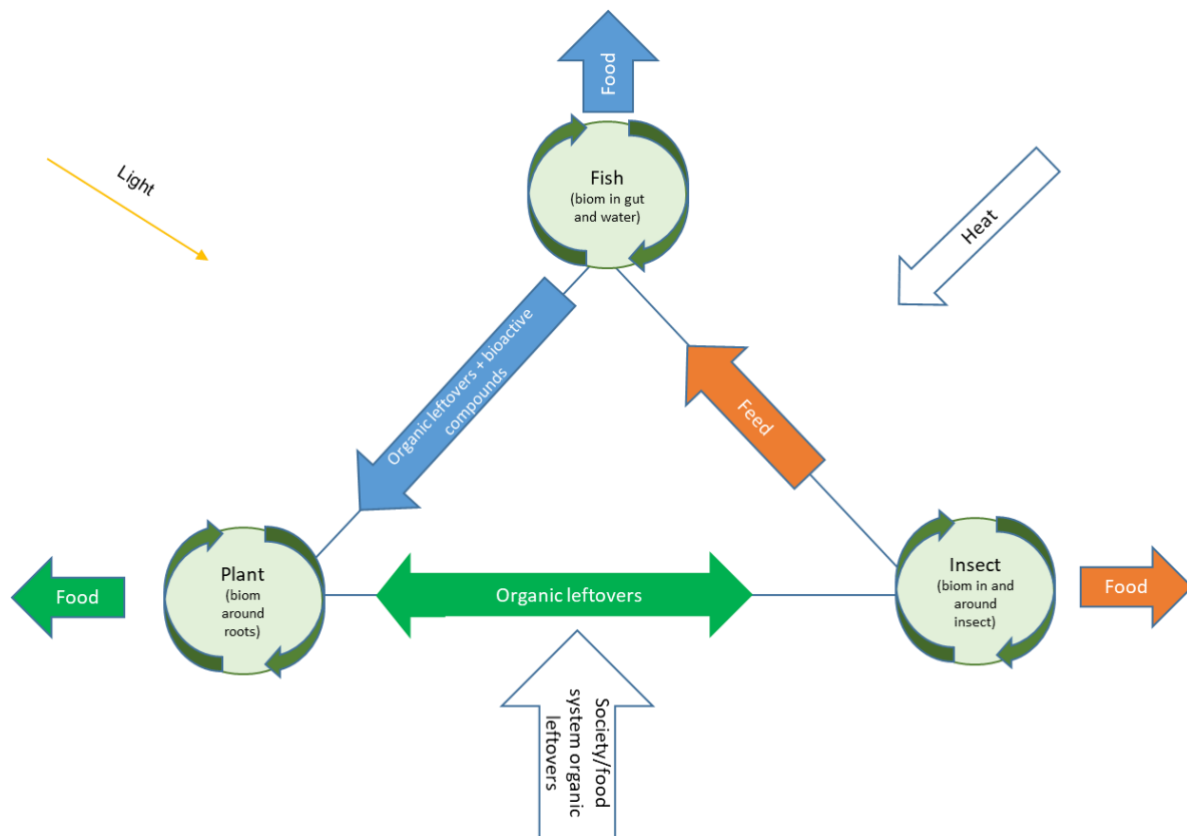 Food
Light
Fish
(biom in gut
and water)
Heat
Organic leftovers + bioactive
compounds
Feed
Plant
(biom
around
roots)
Food
Organic leftovers
Insect
(biom in and
around
insect)
Food
Society/food
system organic
leftovers